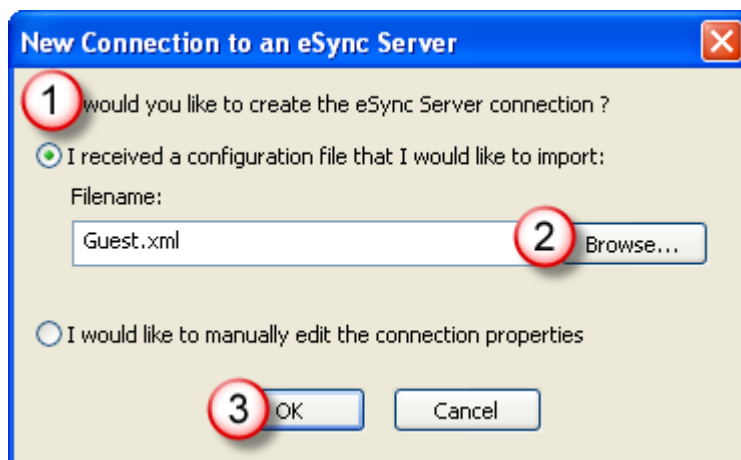 New Connection to an eSync Server
1 would you like to create the eSync Server connection ?
I received a configuration file that I would like to import:
Filename:
Guest.xml
2 Browse...
I would like to manually edit the connection properties
3 OK
Cancel